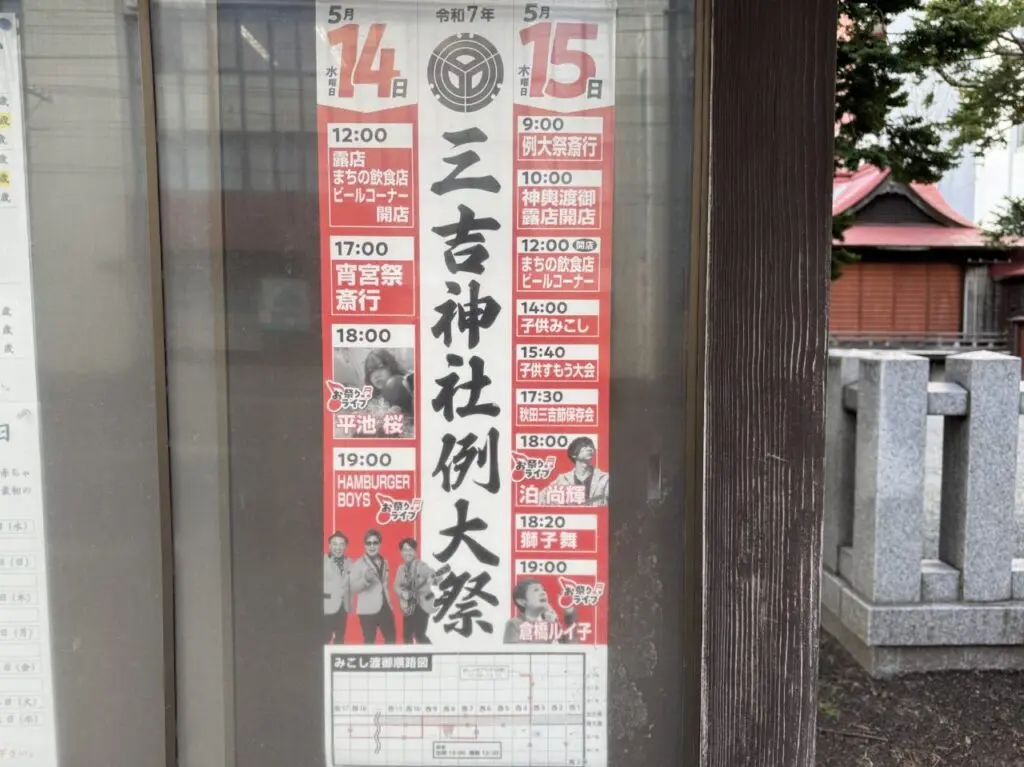 5月
14日
水曜日
12:00
露店
まちの飲食店
ビールコーナー
開店
17:00
宵宮祭
斎行
18:00
お祭り
ライブ
平池 桜
19:00
HAMBURGER
BOYS
お祭り
ライブ
令和7年
三吉神社例大祭
5月
15日
木曜日
9:00
例大祭斎行
10:00
神輿渡御
露店開店
12:00 開店
まちの飲食店
ビールコーナー
14:00
子供みこし
15:40
子供すもう大会
17:30
秋田三吉節保存会
18:00
お祭り
ライブ
泊 尚輝
18:20
獅子舞
19:00
お祭り
ライブ
倉橋ルイ子
みこし渡御順路図